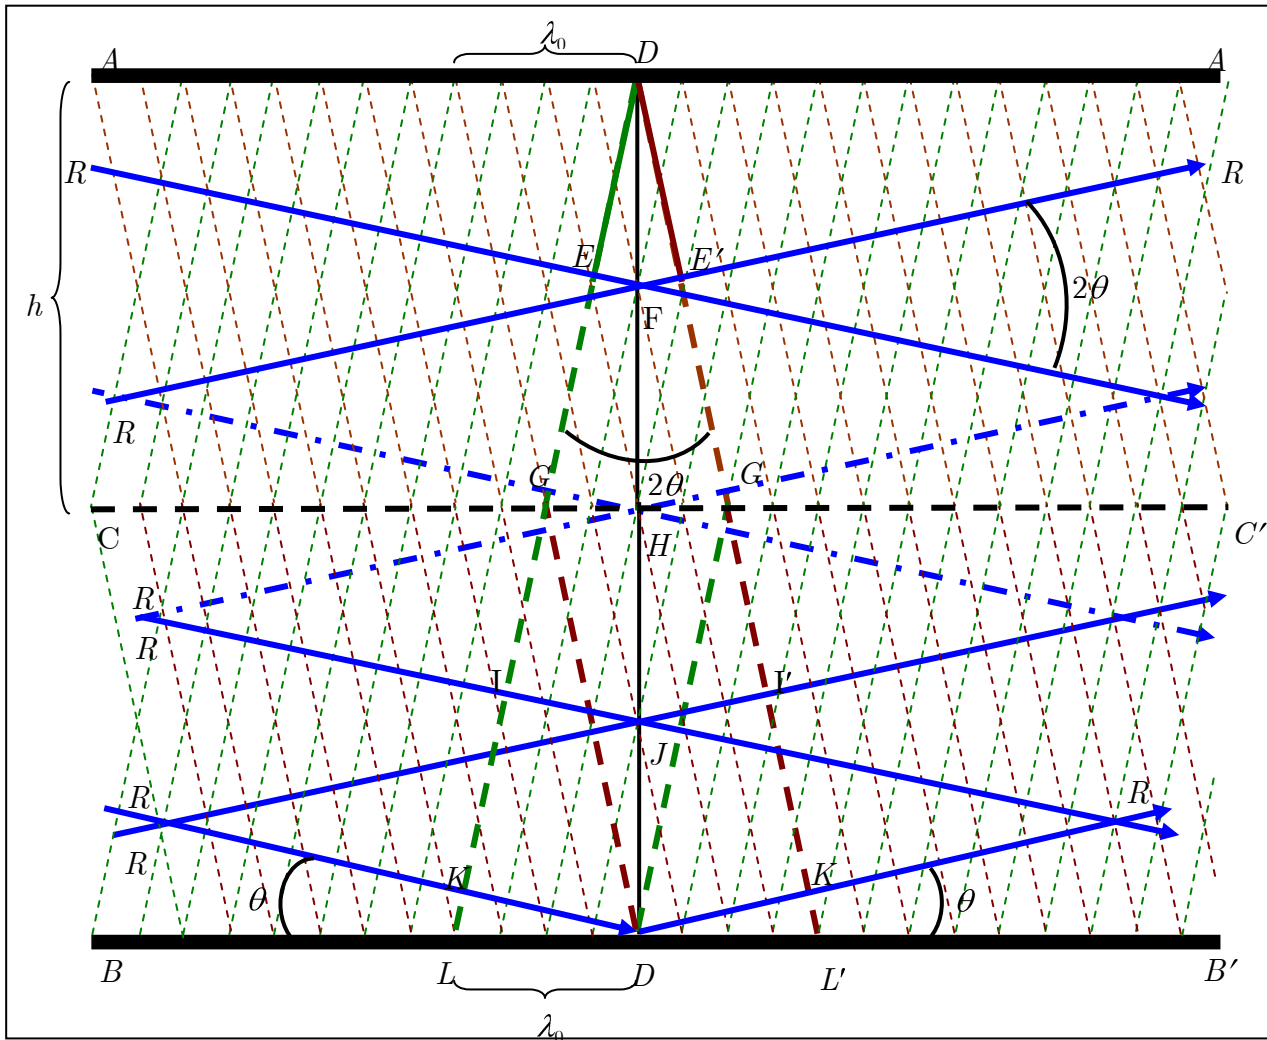 λ₀
A D A
R R
E E′
2θ
h
F
R
G 2θ G
C H C′
R
R
I I′
J
R R
R
K K
θ θ
B L D L′ B′
λ₀